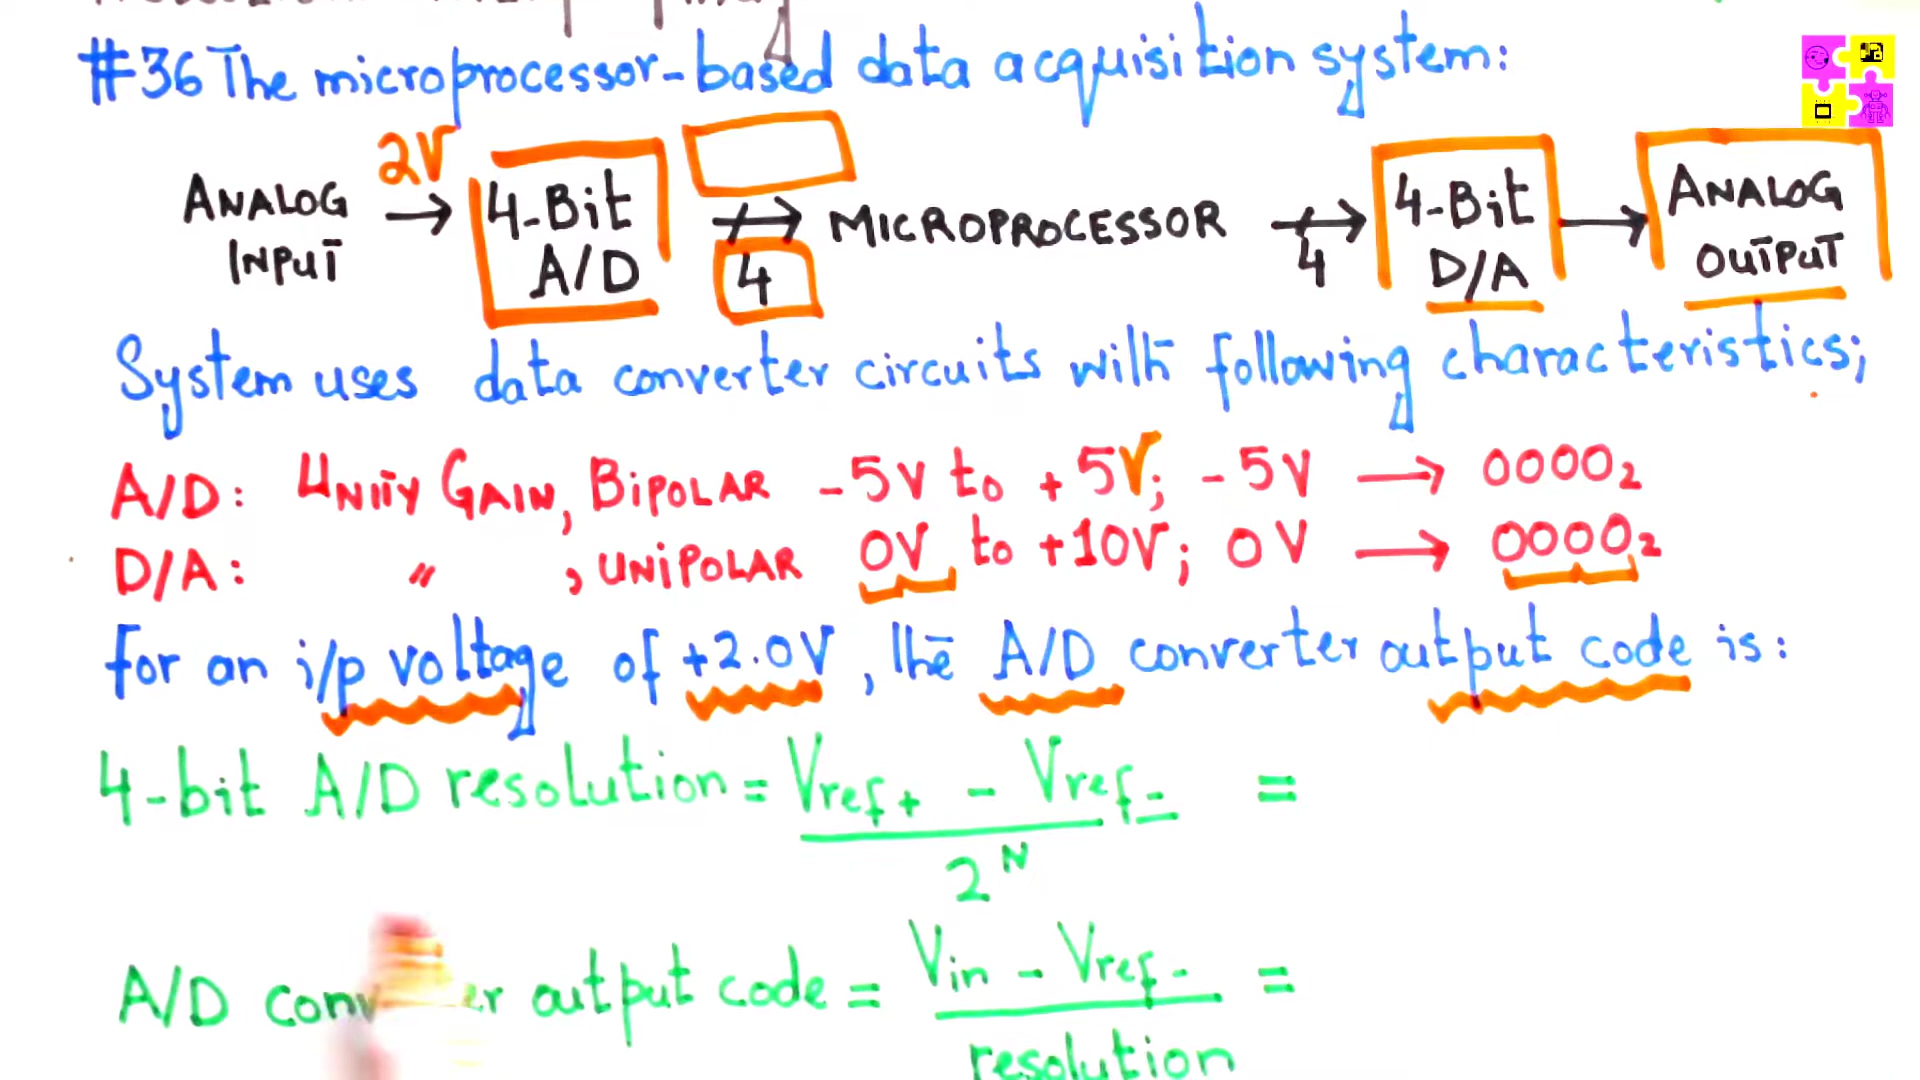 #36 The microprocessor-based data acquisition system:
2V
ANALOG INPUT → 4-Bit A/D 4 → MICROPROCESSOR → 4 4-Bit D/A → ANALOG OUTPUT
System uses data converter circuits with following characteristics;
A/D: UNITY GAIN, BIPOLAR -5V to +5V; -5V → 0000₂
D/A: " , UNIPOLAR 0V to +10V; 0V → 0000₂
for an i/p voltage of +2.0V, the A/D converter output code is:
4-bit A/D resolution = Vref+ - Vref- =
2^N
A/D output code = Vin - Vref- =
resolution